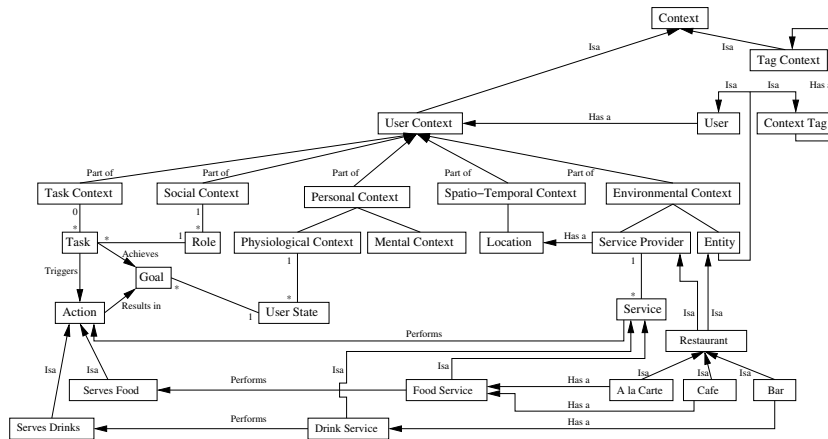 Context
Isa
Isa
Tag Context
Isa
Isa
Has a
User Context
Has a
User
Context Tag
Part of
Part of
Part of
Part of
Part of
Task Context
Social Context
Personal Context
Spatio-Temporal Context
Environmental Context
0
1
*
*
Task
*
1
Role
Physiological Context
Mental Context
Location
Has a
Service Provider
Entity
Achieves
Triggers
Goal
1
1
*
Results in
*
1
*
Action
User State
Service
Performs
Restaurant
Isa
Isa
Isa
Isa
Isa
Isa
Isa
Isa
Isa
Isa
Serves Food
Performs
Food Service
Has a
A la Carte
Cafe
Bar
Has a
Serves Drinks
Performs
Drink Service
Has a